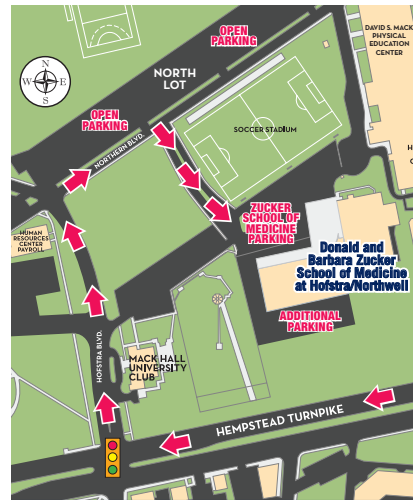 OPEN
PARKING
DAVID S. MACK
PHYSICAL
EDUCATION
CENTER
N
W
E
S
NORTH
LOT
OPEN
PARKING
NORTHERN BLVD.
SOCCER STADIUM
H
C
ZUCKER
SCHOOL OF
MEDICINE
PARKING
HUMAN
RESOURCES
CENTER
PAYROLL
Donald and
Barbara Zucker
School of Medicine
at Hofstra/Northwell
ADDITIONAL
PARKING
HOFSTRA BLVD.
MACK HALL
UNIVERSITY
CLUB
HEMPSTEAD TURNPIKE